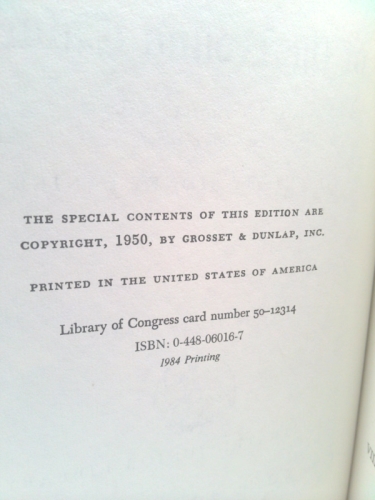 THE SPECIAL CONTENTS OF THIS EDITION ARE
COPYRIGHT, 1950, BY GROSSET & DUNLAP, INC.
PRINTED IN THE UNITED STATES OF AMERICA
Library of Congress card number 50-12314
ISBN: 0-448-06016-7
1984 Printing